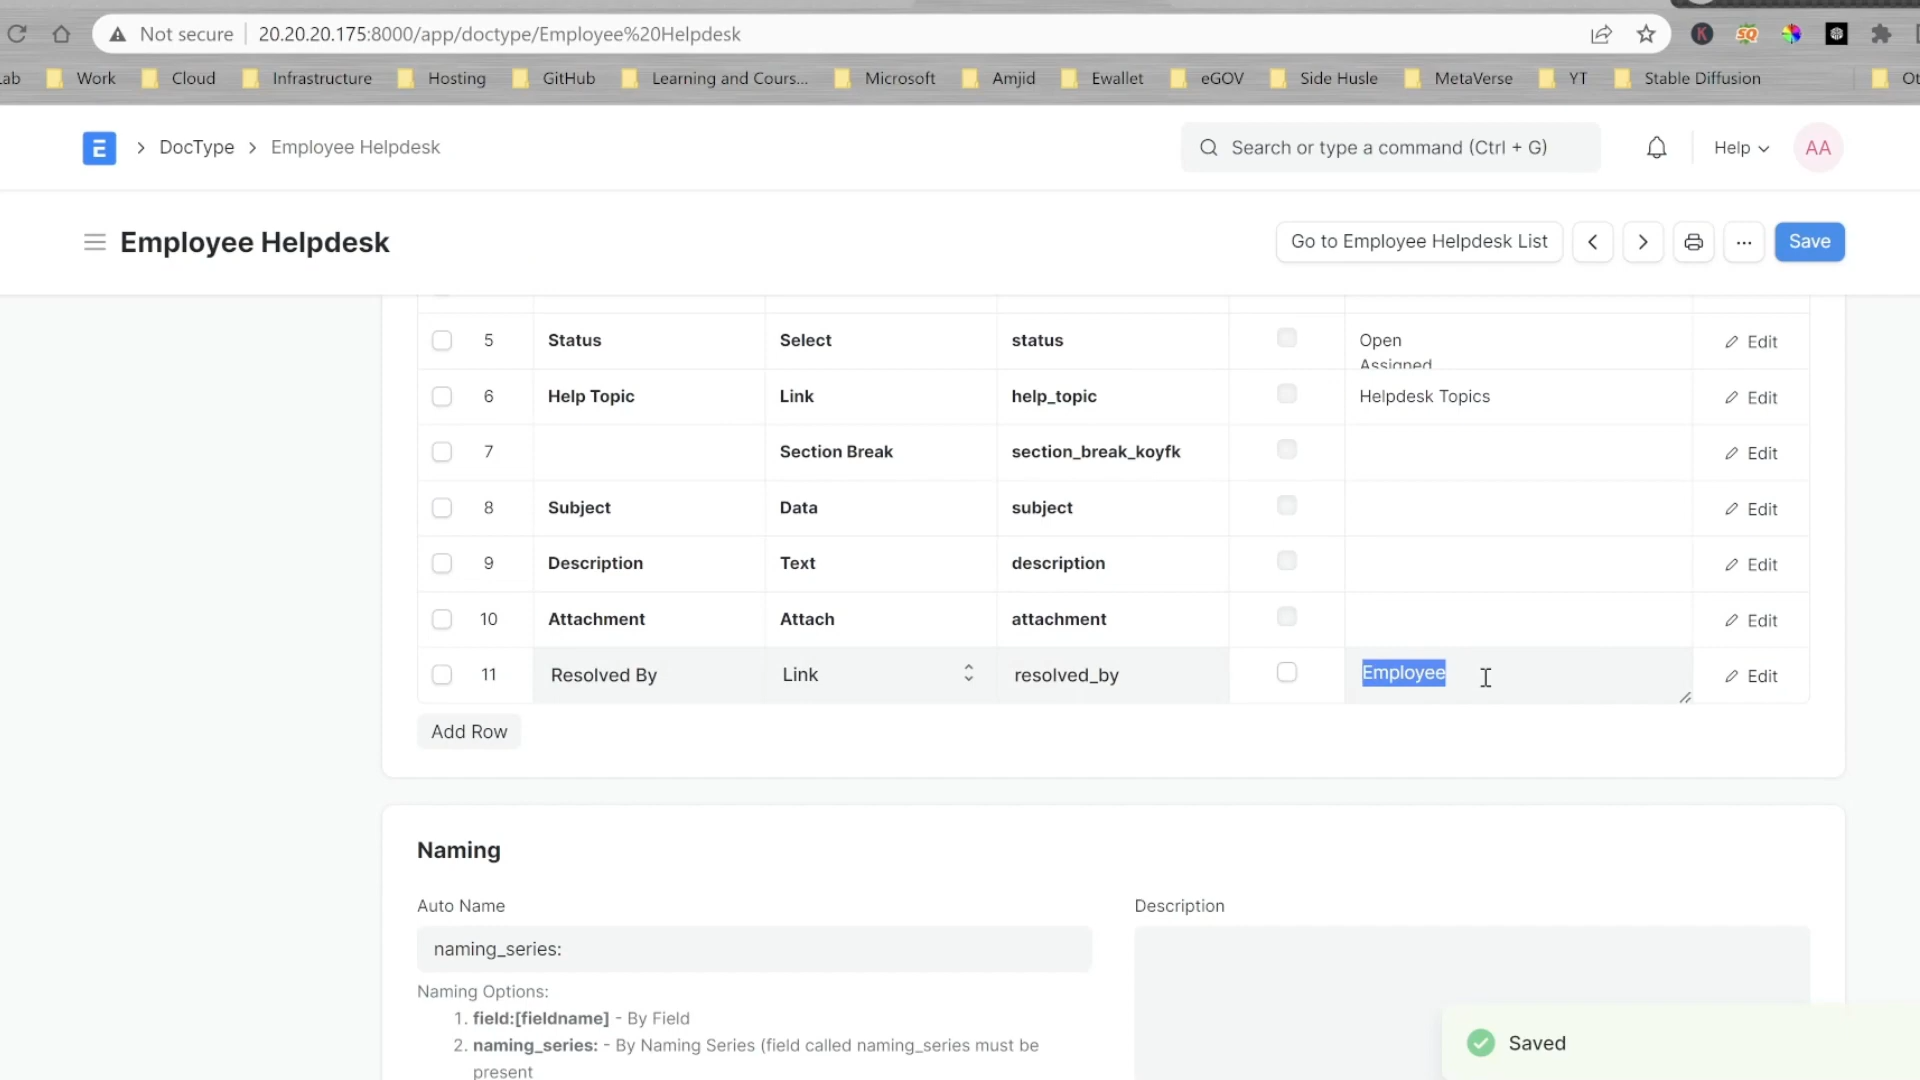 Not secure 20.20.20.175:8000/app/doctype/Employee%20Helpdesk
K SQ
Work Cloud Infrastructure Hosting GitHub Learning and Cours... Microsoft Amjid Ewallet eGOV Side Husle MetaVerse YT Stable Diffusion
E DocType Employee Helpdesk Search or type a command (Ctrl + G) Help AA
Employee Helpdesk Go to Employee Helpdesk List ... Save
5 Status Select status Open Edit
Assigned
6 Help Topic Link help_topic Helpdesk Topics Edit
7 Section Break section_break_koyfk Edit
8 Subject Data subject Edit
9 Description Text description Edit
10 Attachment Attach attachment Edit
11 Resolved By Link resolved_by Employee Edit
Add Row
Naming
Auto Name Description
naming_series:
Naming Options:
1. field:[fieldname] - By Field
2. naming_series: - By Naming Series (field called naming_series must be
present
Saved